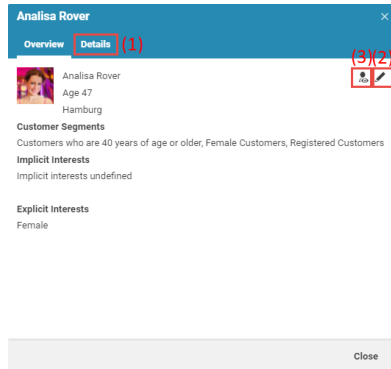 Analisa Rover ×
Overview Details (1)
(3)(2)
Analisa Rover
Age 47
Hamburg
Customer Segments
Customers who are 40 years of age or older, Female Customers, Registered Customers
Implicit Interests
Implicit interests undefined
Explicit Interests
Female
Close